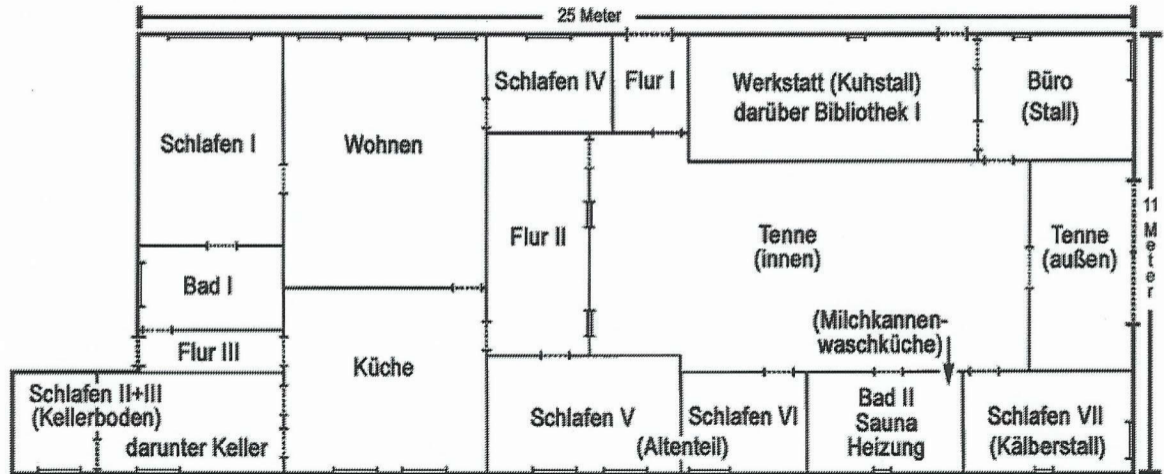 25 Meter
Schlafen I
Wohnen
Schlafen IV
Flur I
Werkstatt (Kuhstall)
darüber Bibliothek I
Büro
(Stall)
11 Meter
Flur II
Tenne
(innen)
Tenne
(außen)
Bad I
Flur III
Küche
(Milchkannen-
waschküche)
Schlafen II+III
(Kellerboden)
darunter Keller
Schlafen V
(Altenteil)
Schlafen VI
Bad II
Sauna
Heizung
Schlafen VII
(Kälberstall)